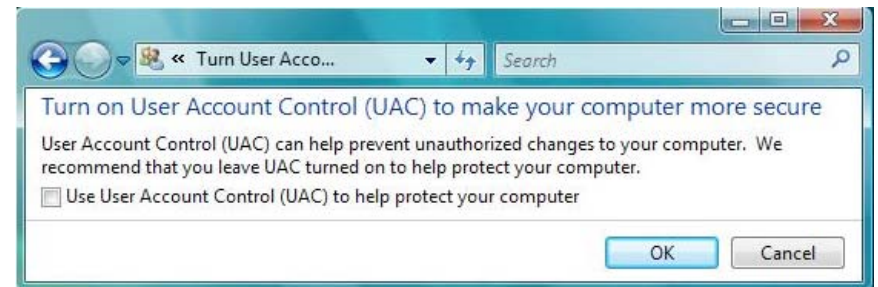 « Turn User Acco...
Search
Turn on User Account Control (UAC) to make your computer more secure
User Account Control (UAC) can help prevent unauthorized changes to your computer. We
recommend that you leave UAC turned on to help protect your computer.
Use User Account Control (UAC) to help protect your computer
OK Cancel